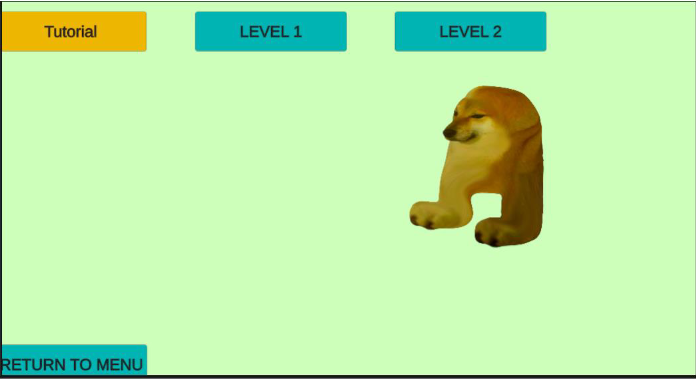 Tutorial
LEVEL 1
LEVEL 2
RETURN TO MENU